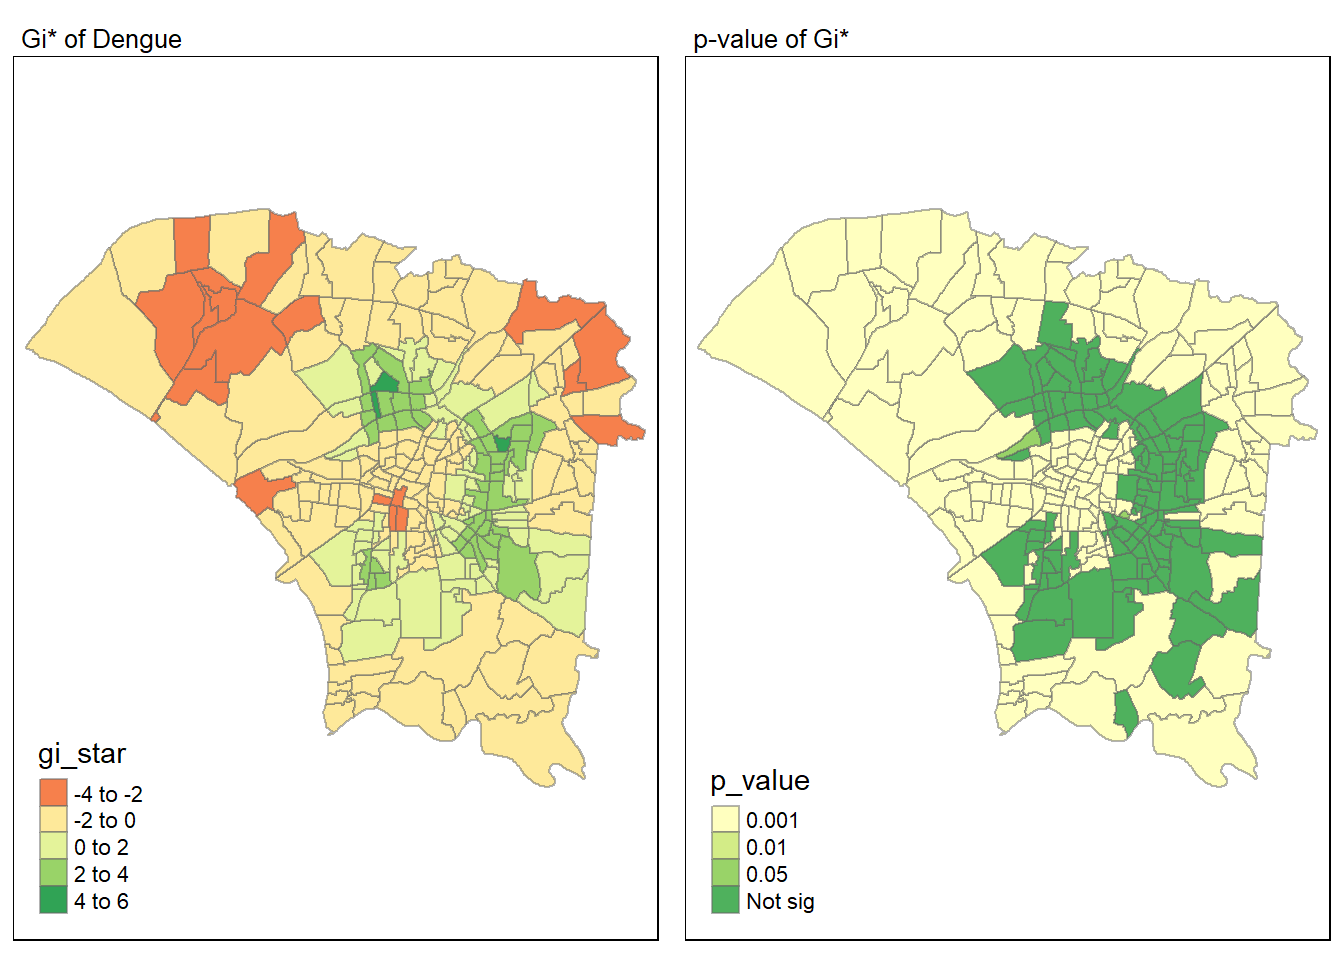 Gi* of Dengue
gi_star
-4 to -2
-2 to 0
0 to 2
2 to 4
4 to 6
p-value of Gi*
p_value
0.001
0.01
0.05
Not sig